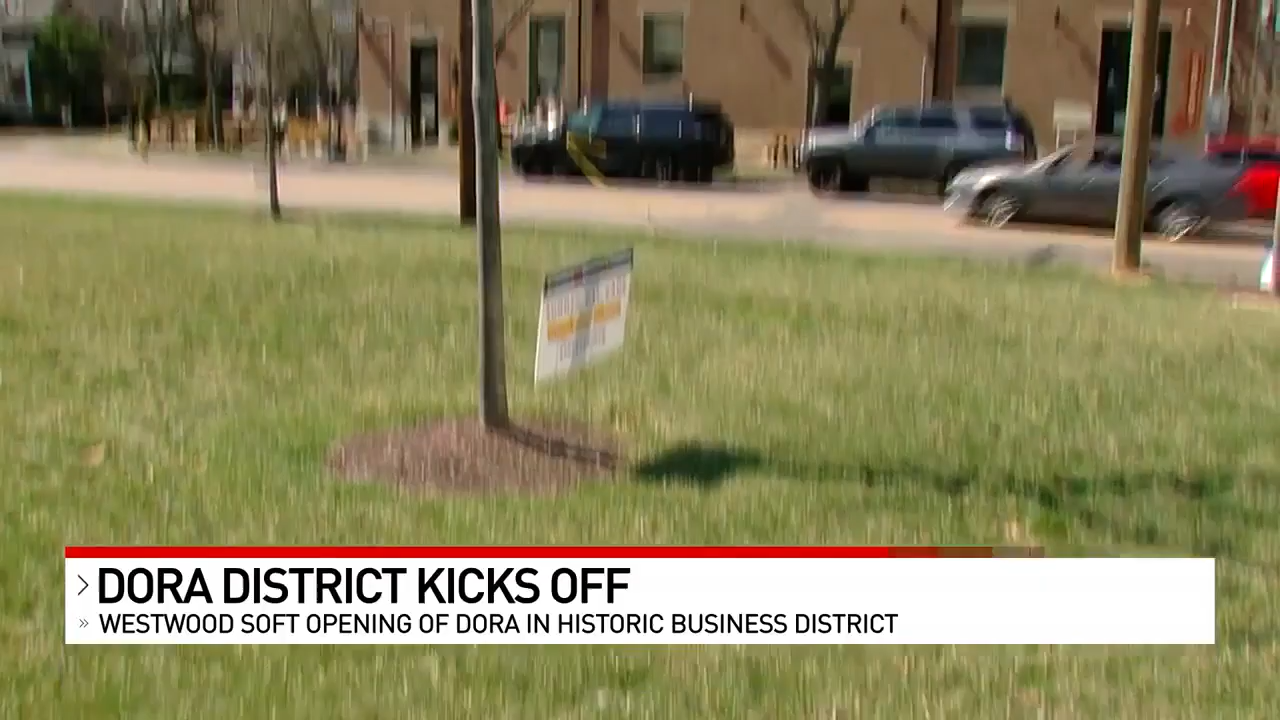 DORA DISTRICT KICKS OFF
WESTWOOD SOFT OPENING OF DORA IN HISTORIC BUSINESS DISTRICT